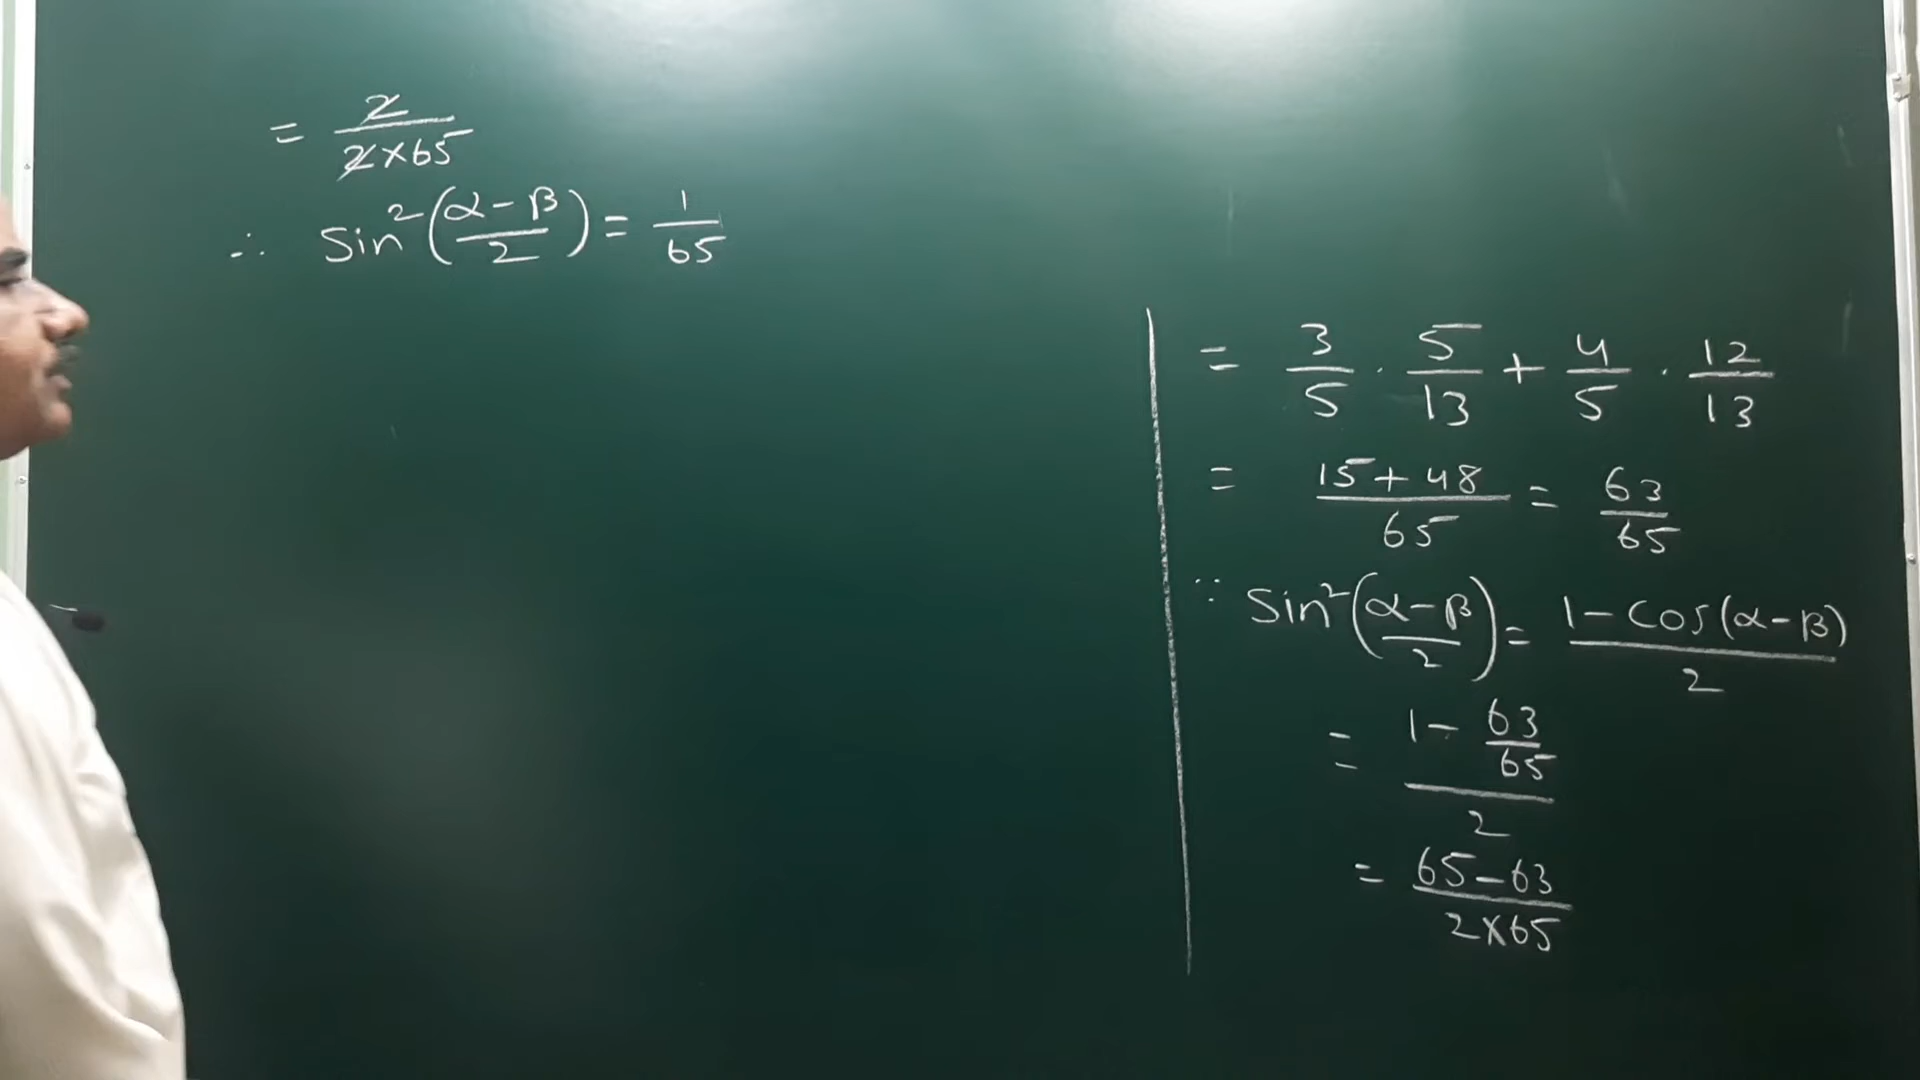 = 2/2×65
∴ Sin²((α-β)/2) = 1/65
= 3/5 · 5/13 + 4/5 · 12/13
= (15+48)/65 = 63/65
∵ Sin²((α-β)/2) = (1-Cos(α-β))/2
= (1 - 63/65)/2
= (65-63)/(2×65)